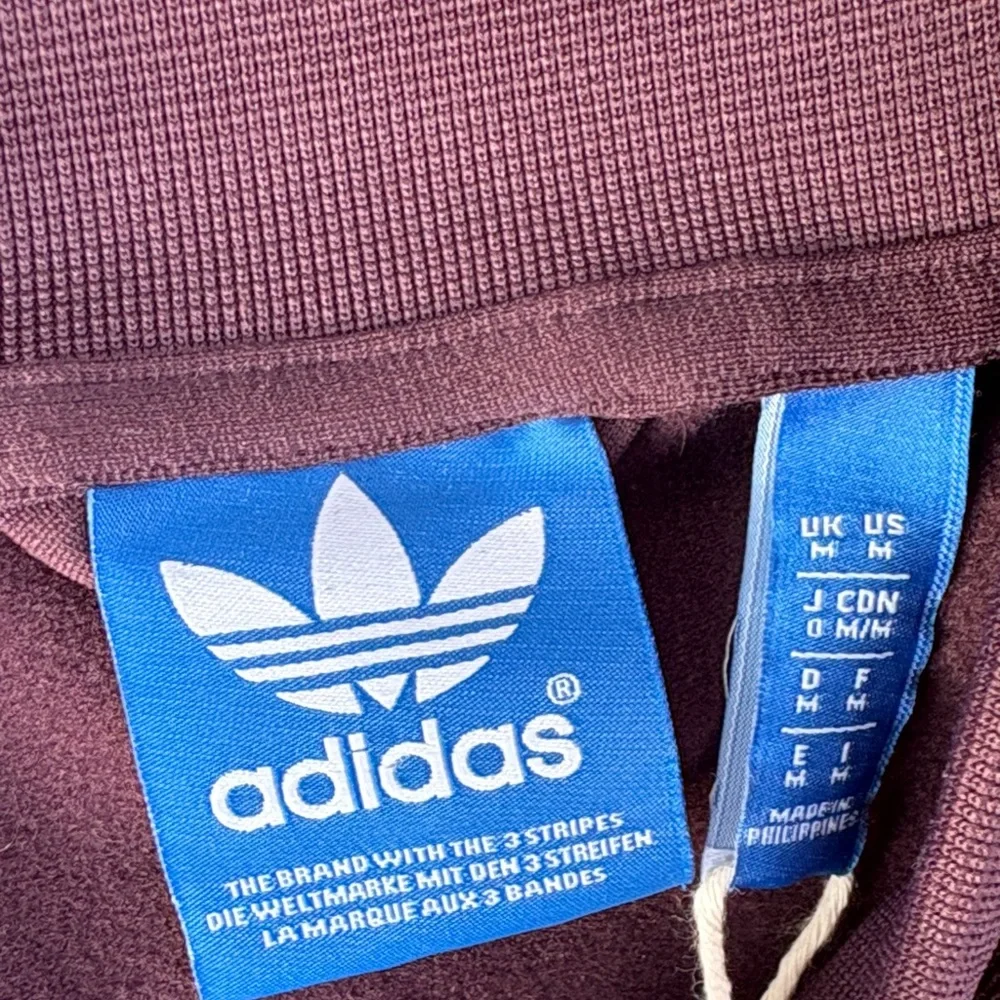 adidas®
THE BRAND WITH THE 3 STRIPES
DIE WELTMARKE MIT DEN 3 STREIFEN.
LA MARQUE AUX 3 BANDES
UK US
M M
J CDN
O M/M
D F
M M
E I
M M
MADE IN
PHILIPPINES